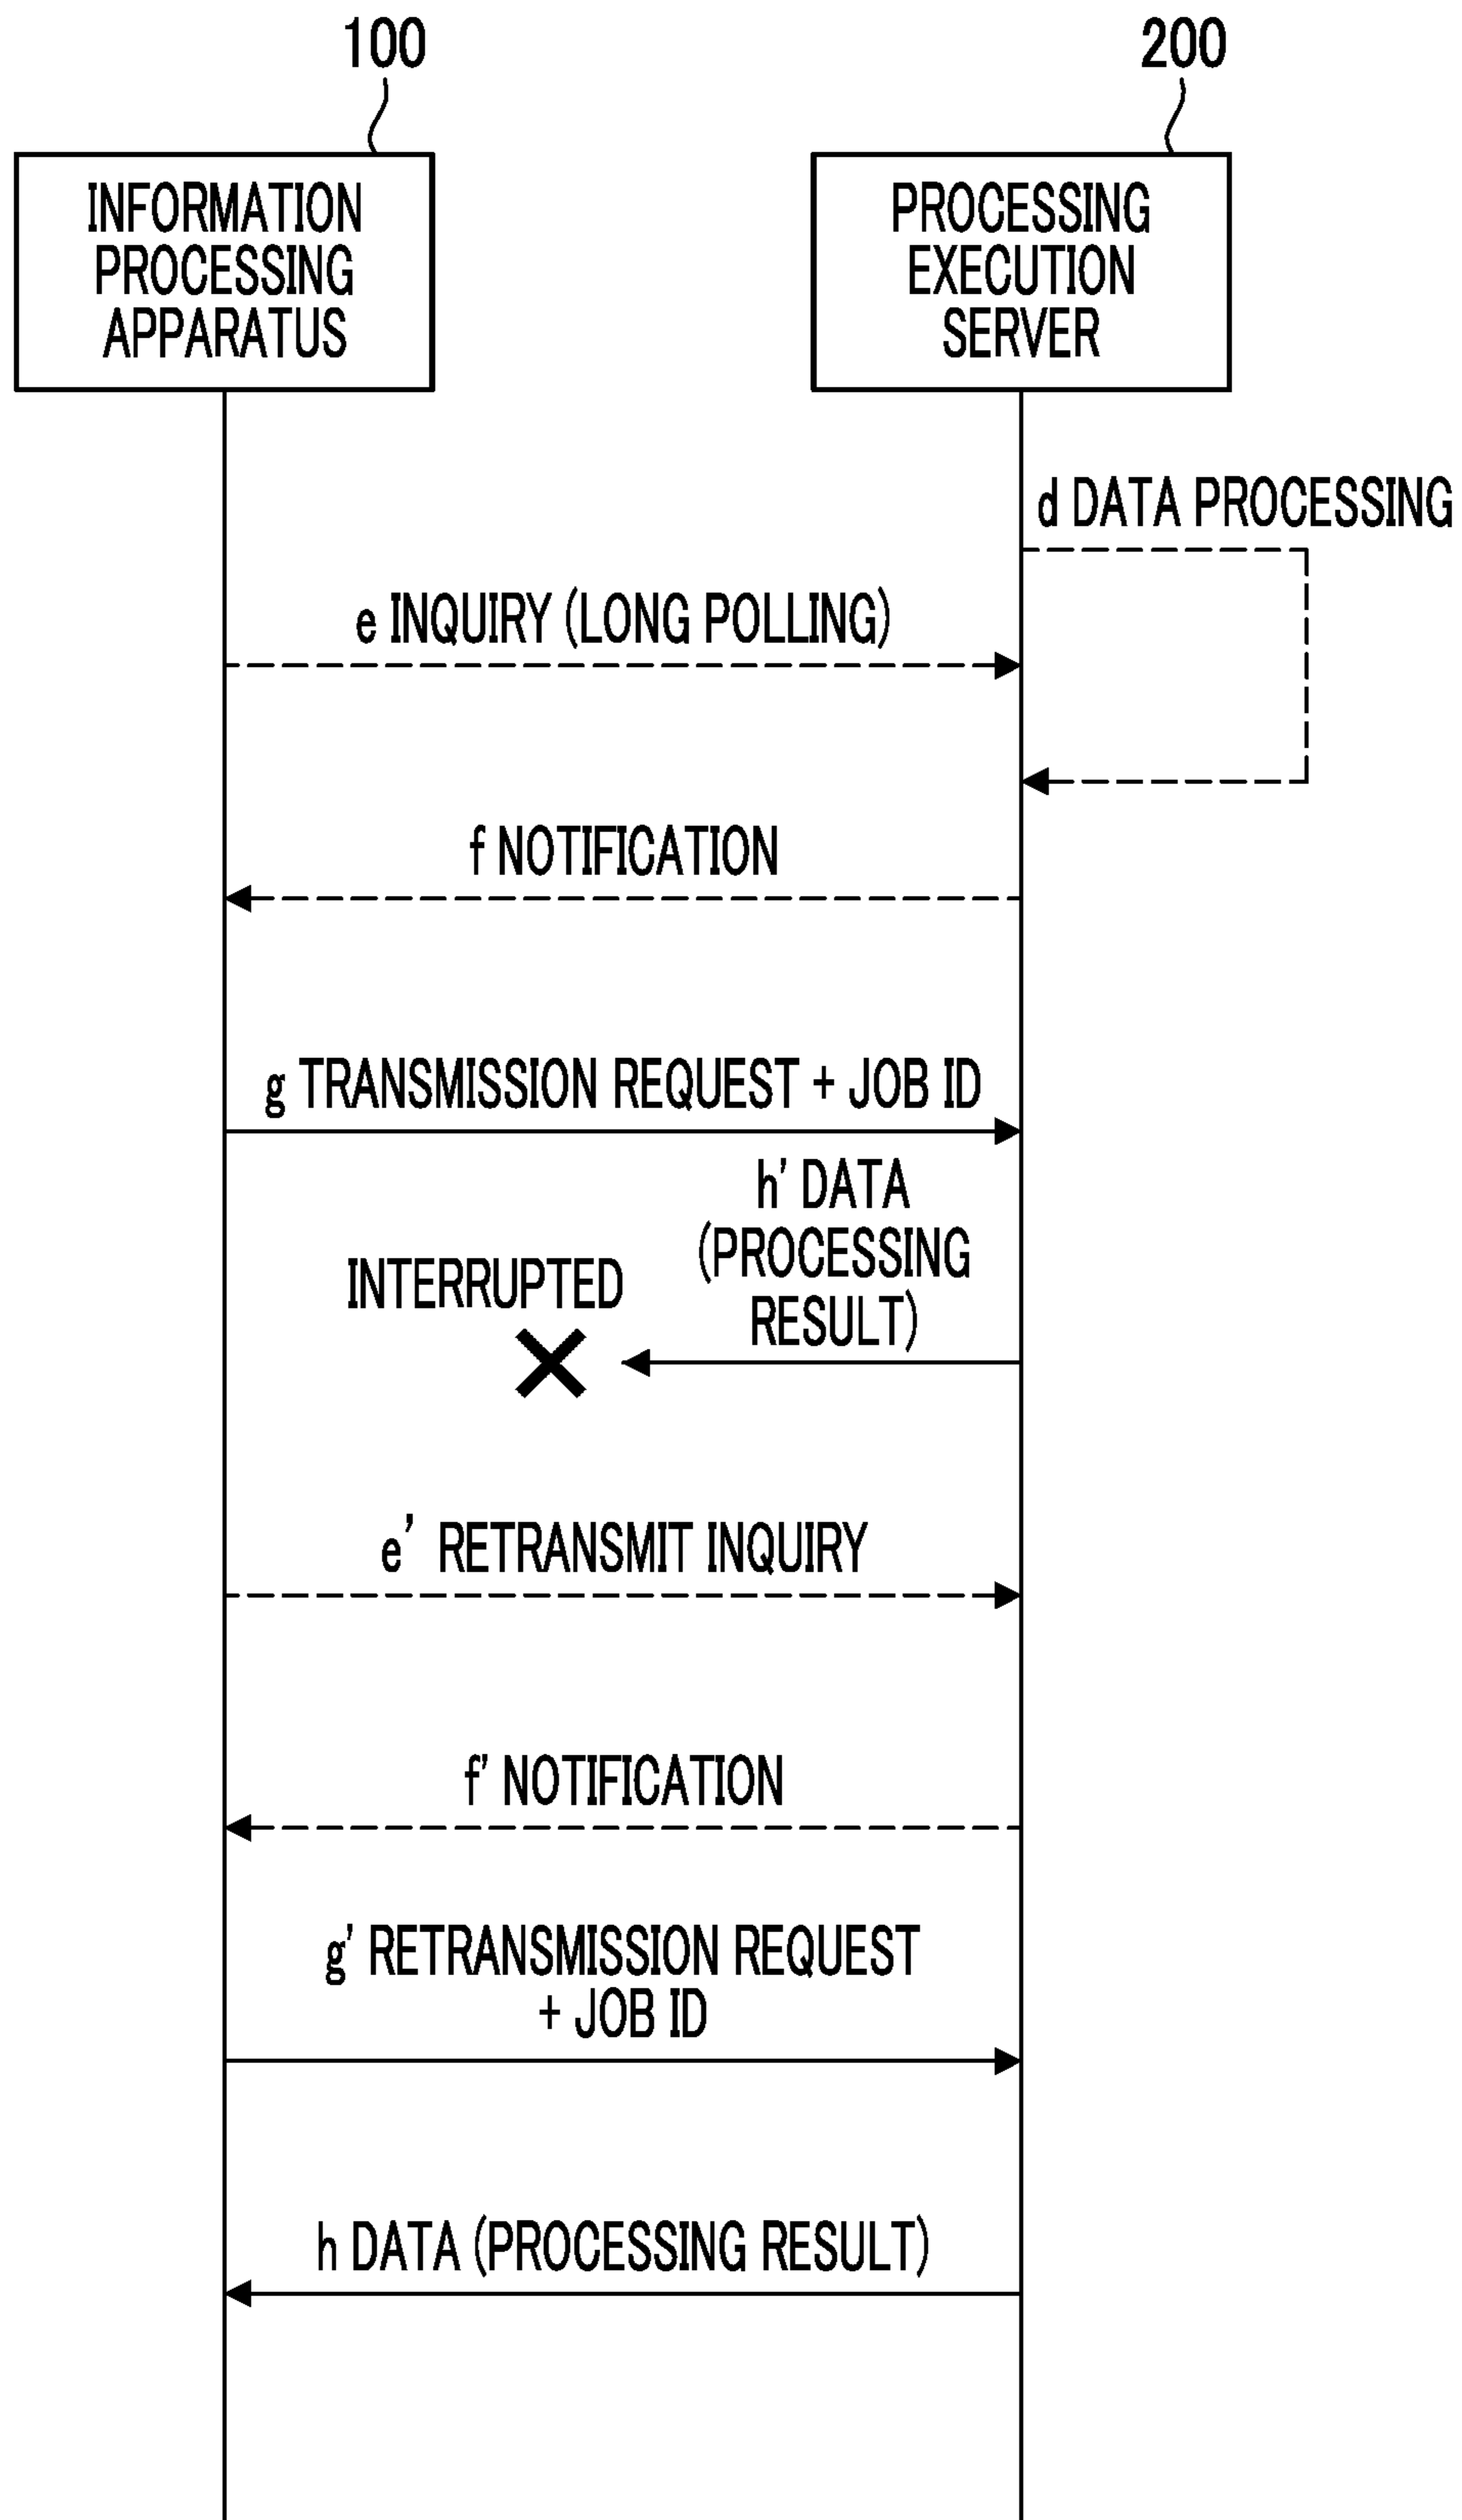 100
200
INFORMATION
PROCESSING
APPARATUS
PROCESSING
EXECUTION
SERVER
d DATA PROCESSING
e INQUIRY (LONG POLLING)
f NOTIFICATION
g TRANSMISSION REQUEST + JOB ID
h' DATA
(PROCESSING
RESULT)
INTERRUPTED
e' RETRANSMIT INQUIRY
f' NOTIFICATION
g' RETRANSMISSION REQUEST
+ JOB ID
h DATA (PROCESSING RESULT)